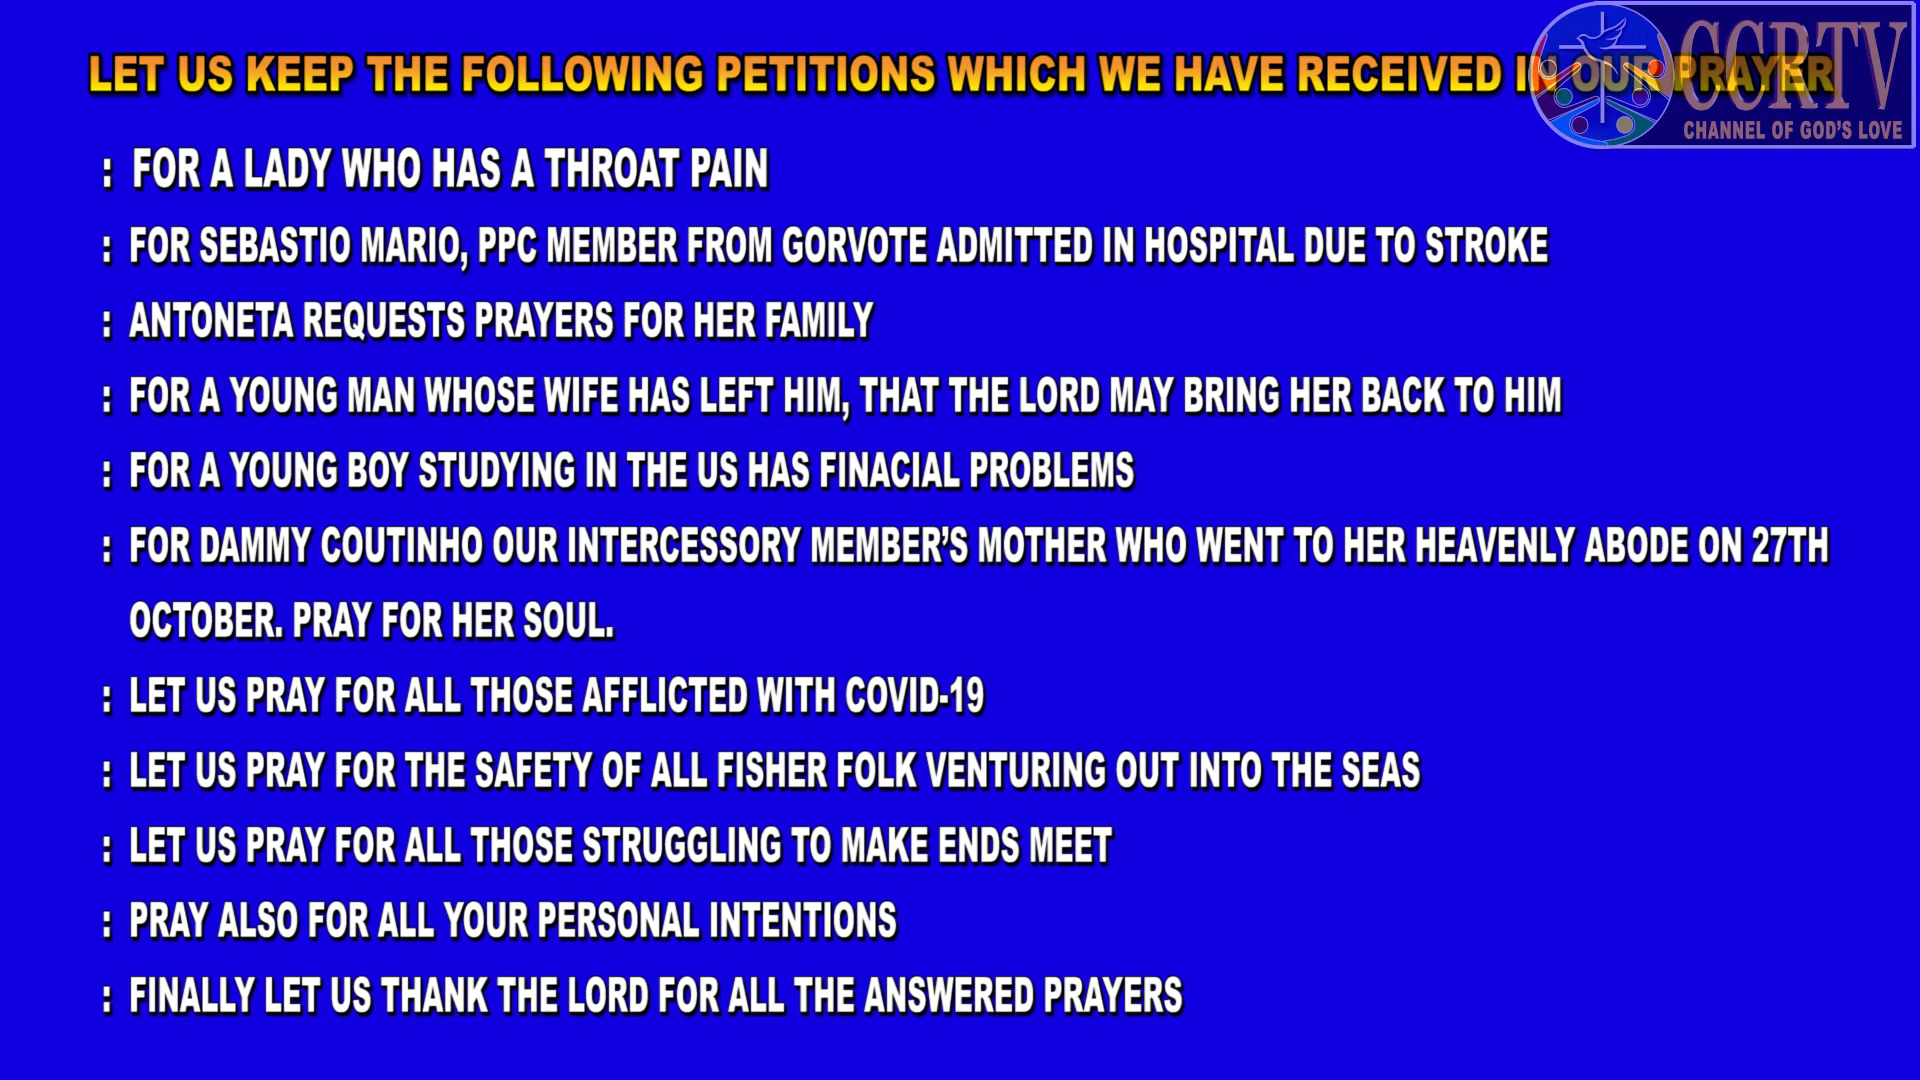 LET US KEEP THE FOLLOWING PETITIONS WHICH WE HAVE RECEIVED IN OUR PRAYER
CCRTV
CHANNEL OF GOD'S LOVE
: FOR A LADY WHO HAS A THROAT PAIN
: FOR SEBASTIO MARIO, PPC MEMBER FROM GORVOTE ADMITTED IN HOSPITAL DUE TO STROKE
: ANTONETA REQUESTS PRAYERS FOR HER FAMILY
: FOR A YOUNG MAN WHOSE WIFE HAS LEFT HIM, THAT THE LORD MAY BRING HER BACK TO HIM
: FOR A YOUNG BOY STUDYING IN THE US HAS FINACIAL PROBLEMS
: FOR DAMMY COUTINHO OUR INTERCESSORY MEMBER'S MOTHER WHO WENT TO HER HEAVENLY ABODE ON 27TH
OCTOBER. PRAY FOR HER SOUL.
: LET US PRAY FOR ALL THOSE AFFLICTED WITH COVID-19
: LET US PRAY FOR THE SAFETY OF ALL FISHER FOLK VENTURING OUT INTO THE SEAS
: LET US PRAY FOR ALL THOSE STRUGGLING TO MAKE ENDS MEET
: PRAY ALSO FOR ALL YOUR PERSONAL INTENTIONS
: FINALLY LET US THANK THE LORD FOR ALL THE ANSWERED PRAYERS